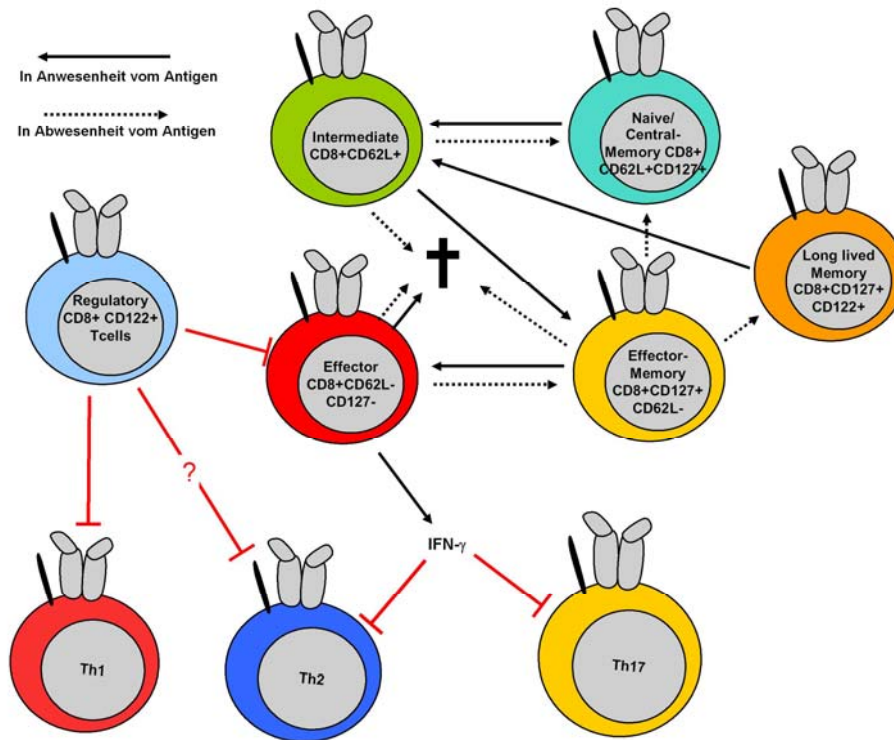 In Anwesenheit vom Antigen
In Abwesenheit vom Antigen
Intermediate
CD8+CD62L+
Naive/
Central-
Memory CD8+
CD62L+CD127+
Long lived
Memory
CD8+CD127+
CD122+
Regulatory
CD8+ CD122+
Tcells
Effector
CD8+CD62L-
CD127-
Effector-
Memory
CD8+CD127+
CD62L-
?
IFN-γ
Th1
Th2
Th17